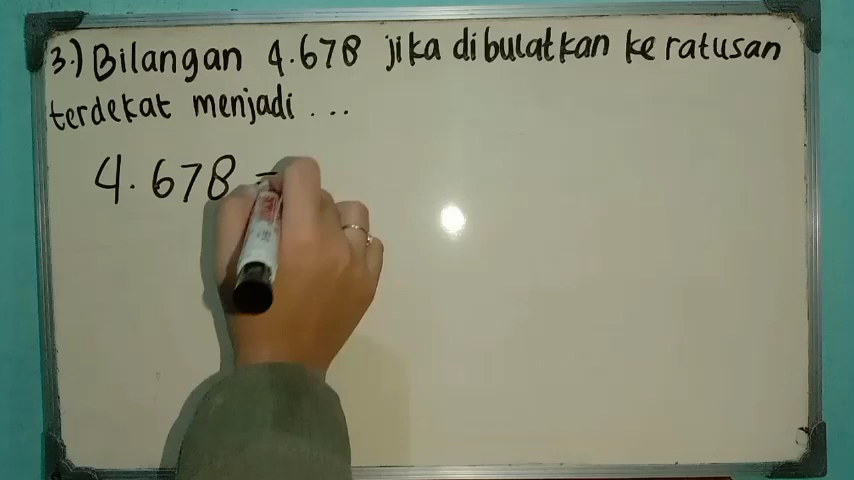 3.) Bilangan 4.678 jika dibulatkan ke ratusan
terdekat menjadi ...
4.678 =